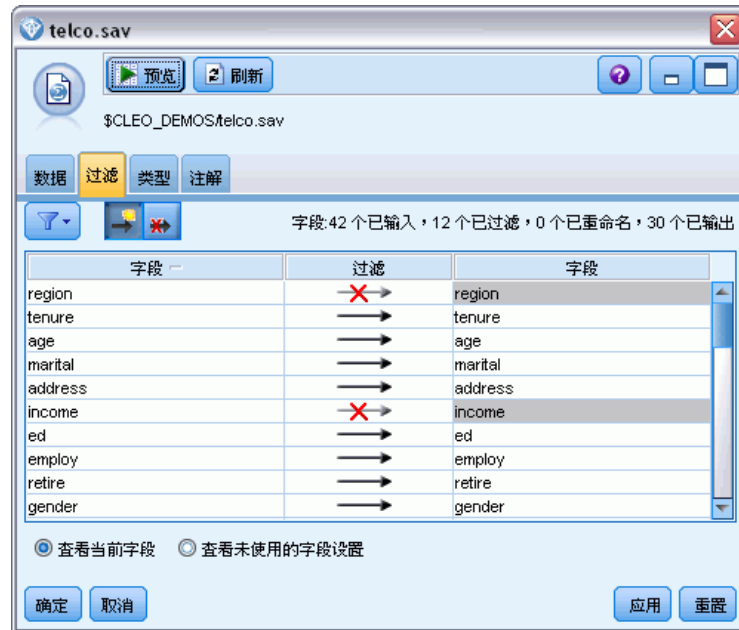 telco.sav
预览 刷新
$CLEO_DEMOS/telco.sav
数据 过滤 类型 注解
字段:42 个已输入，12 个已过滤，0 个已重命名，30 个已输出
字段 过滤 字段
region region
tenure tenure
age age
marital marital
address address
income income
ed ed
employ employ
retire retire
gender gender
查看当前字段 查看未使用的字段设置
确定 取消 应用 重置